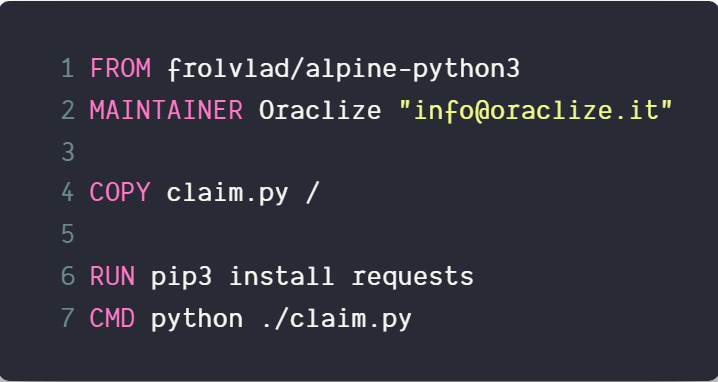 1 FROM frolvlad/alpine-python3
2 MAINTAINER Oraclize "info@oraclize.it"
3
4 COPY claim.py /
5
6 RUN pip3 install requests
7 CMD python ./claim.py